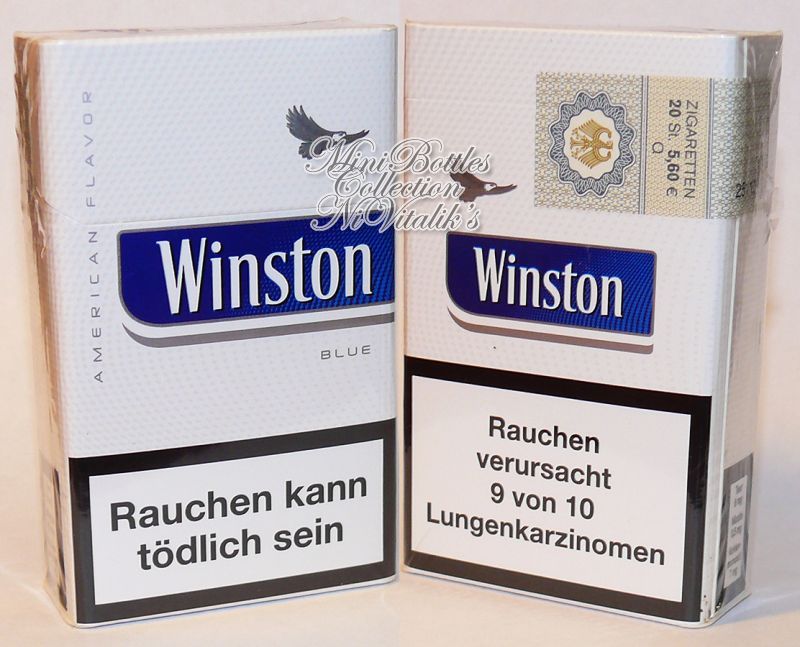 AMERICAN FLAVOR
Winston
BLUE
Rauchen kann
tödlich sein
MiniBottles
Collection
NiVitalik's
ZIGARETTEN
20 St 5,60 €
Q
Winston
Rauchen
verursacht
9 von 10
Lungenkarzinomen